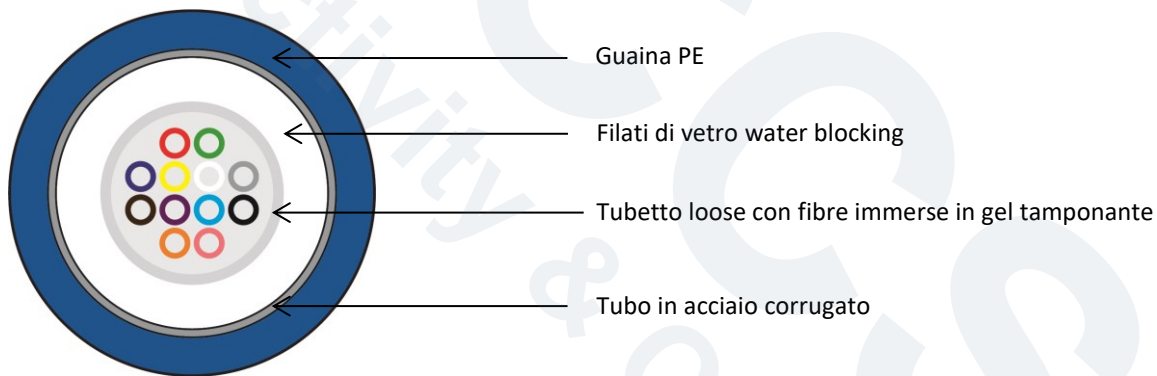 Guaina PE
Filati di vetro water blocking
Tubetto loose con fibre immerse in gel tamponante
Tubo in acciaio corrugato